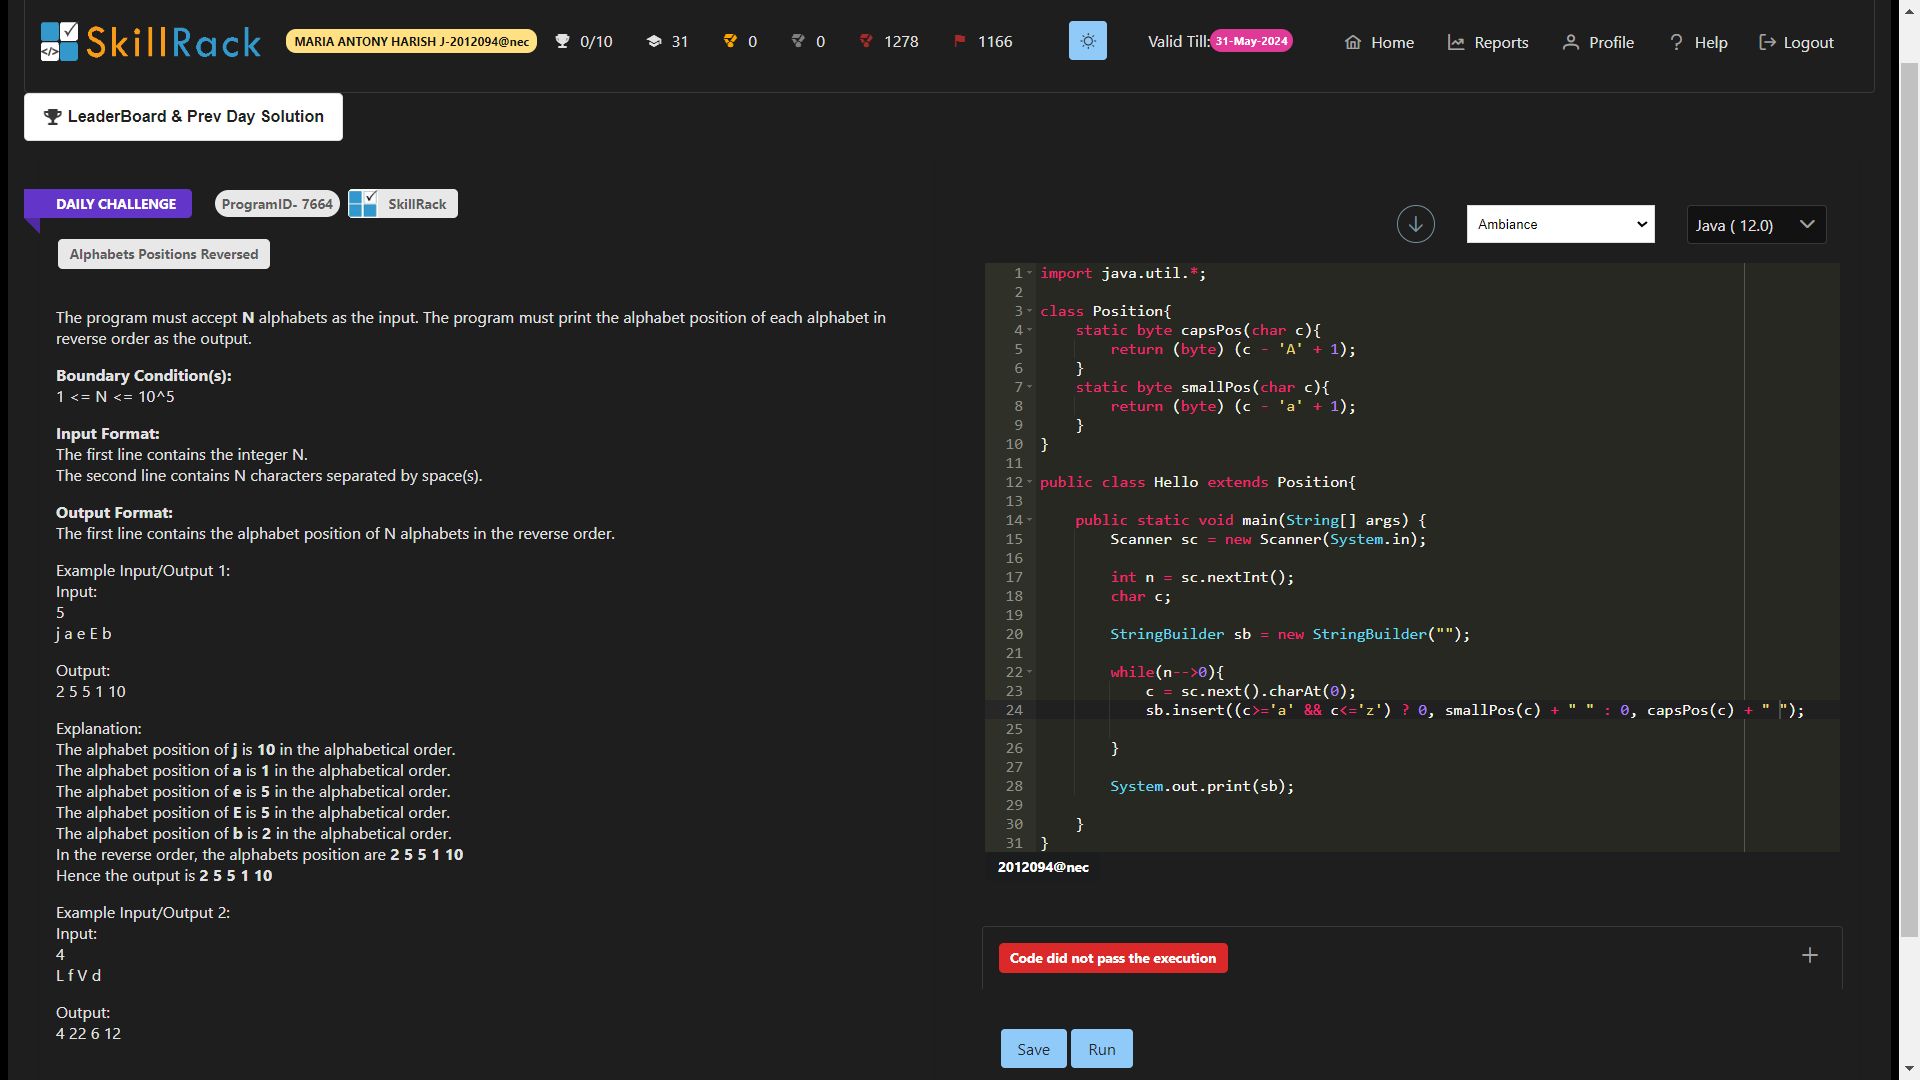 SkillRack MARIA ANTONY HARISH J-2012094@nec 0/10 31 0 0 1278 1166 Valid Till: 31-May-2024 Home Reports Profile Help Logout
LeaderBoard & Prev Day Solution
DAILY CHALLENGE ProgramID- 7664 SkillRack
Alphabets Positions Reversed
The program must accept N alphabets as the input. The program must print the alphabet position of each alphabet in
reverse order as the output.
Boundary Condition(s):
1 <= N <= 10^5
Input Format:
The first line contains the integer N.
The second line contains N characters separated by space(s).
Output Format:
The first line contains the alphabet position of N alphabets in the reverse order.
Example Input/Output 1:
Input:
5
j a e E b
Output:
2 5 5 1 10
Explanation:
The alphabet position of j is 10 in the alphabetical order.
The alphabet position of a is 1 in the alphabetical order.
The alphabet position of e is 5 in the alphabetical order.
The alphabet position of E is 5 in the alphabetical order.
The alphabet position of b is 2 in the alphabetical order.
In the reverse order, the alphabets position are 2 5 5 1 10
Hence the output is 2 5 5 1 10
Example Input/Output 2:
Input:
4
L f V d
Output:
4 22 6 12
Ambiance Java ( 12.0)
1 import java.util.*;
2
3 class Position{
4 static byte capsPos(char c){
5 return (byte) (c - 'A' + 1);
6 }
7 static byte smallPos(char c){
8 return (byte) (c - 'a' + 1);
9 }
10 }
11
12 public class Hello extends Position{
13
14 public static void main(String[] args) {
15 Scanner sc = new Scanner(System.in);
16
17 int n = sc.nextInt();
18 char c;
19
20 StringBuilder sb = new StringBuilder("");
21
22 while(n-->0){
23 c = sc.next().charAt(0);
24 sb.insert((c>='a' && c<='z') ? 0, smallPos(c) + " " : 0, capsPos(c) + " ");
25
26 }
27
28 System.out.print(sb);
29
30 }
31 }
2012094@nec
Code did not pass the execution
Save Run